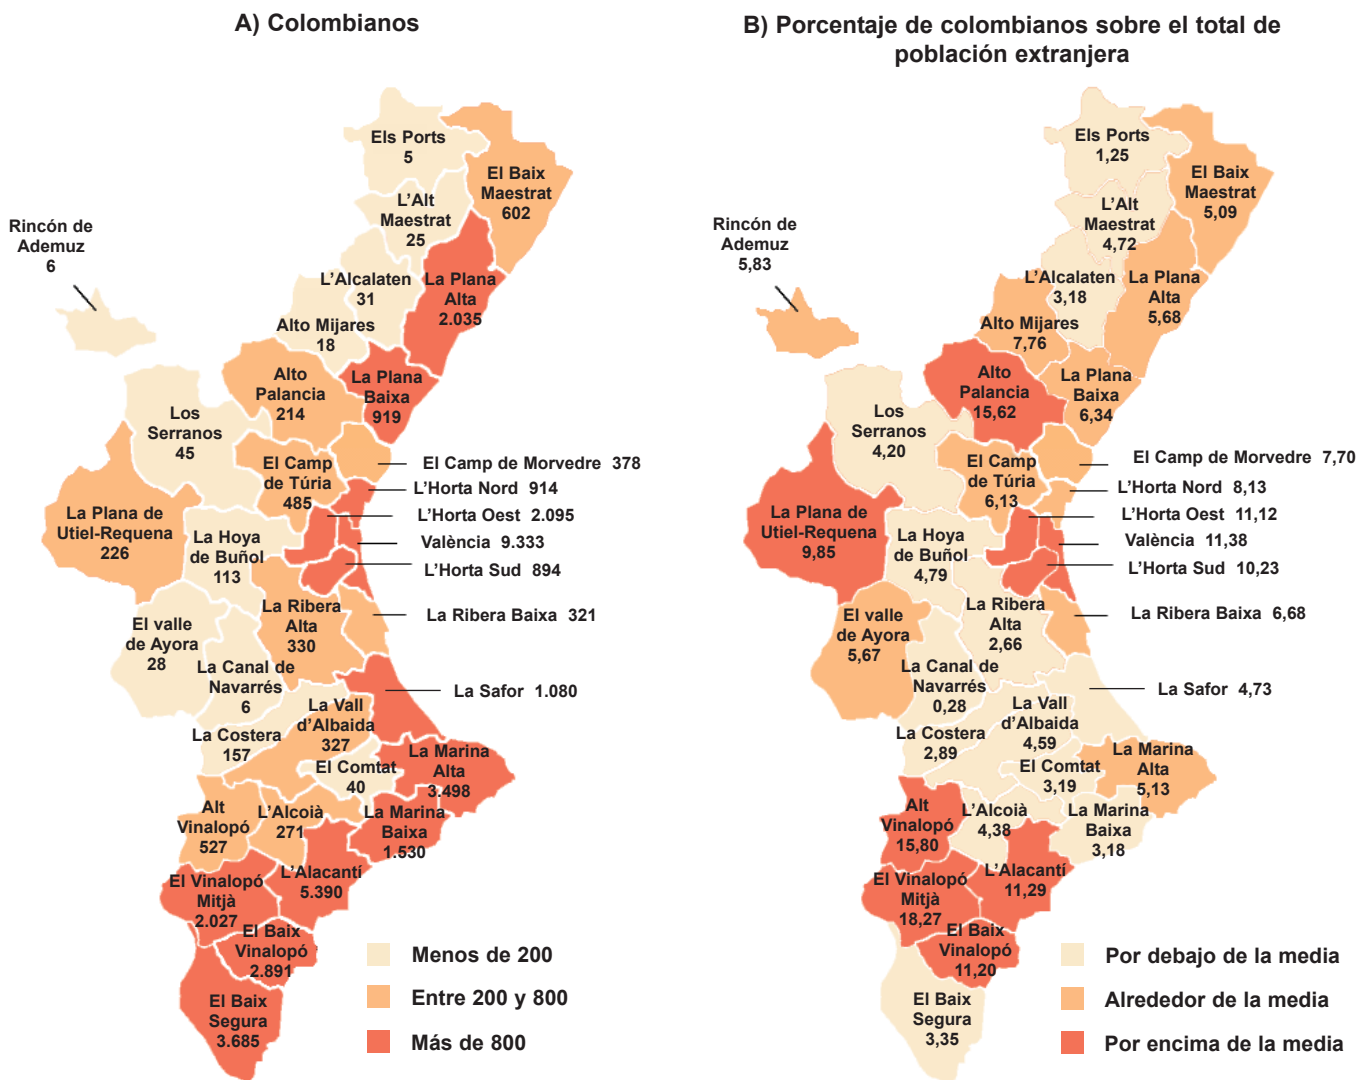 A) Colombianos
Els Ports
5
El Baix
Maestrat
602
L'Alt
Maestrat
25
Rincón de
Ademuz
6
L'Alcalaten
31
La Plana
Alta
2.035
Alto Mijares
18
Alto
Palancia
214
La Plana
Baixa
919
Los
Serranos
45
El Camp
de Túria
485
El Camp de Morvedre 378
L'Horta Nord 914
L'Horta Oest 2.095
València 9.333
L'Horta Sud 894
La Plana de
Utiel-Requena
226
La Hoya
de Buñol
113
La Ribera
Alta
330
La Ribera Baixa 321
El valle
de Ayora
28
La Canal de
Navarrés
6
La Safor 1.080
La Vall
d'Albaida
327
La Costera
157
El Comtat
40
La Marina
Alta
3.498
Alt
Vinalopó
527
L'Alcoià
271
La Marina
Baixa
1.530
El Vinalopó
Mitjà
2.027
L'Alacantí
5.390
El Baix
Vinalopó
2.891
El Baix
Segura
3.685
Menos de 200
Entre 200 y 800
Más de 800
B) Porcentaje de colombianos sobre el total de
población extranjera
Els Ports
1,25
El Baix
Maestrat
5,09
L'Alt
Maestrat
4,72
Rincón de
Ademuz
5,83
L'Alcalaten
3,18
La Plana
Alta
5,68
Alto Mijares
7,76
Alto
Palancia
15,62
La Plana
Baixa
6,34
Los
Serranos
4,20
El Camp
de Túria
6,13
El Camp de Morvedre 7,70
L'Horta Nord 8,13
L'Horta Oest 11,12
València 11,38
L'Horta Sud 10,23
La Plana de
Utiel-Requena
9,85
La Hoya
de Buñol
4,79
La Ribera
Alta
2,66
La Ribera Baixa 6,68
El valle
de Ayora
5,67
La Canal de
Navarrés
0,28
La Safor 4,73
La Vall
d'Albaida
4,59
La Costera
2,89
El Comtat
3,19
La Marina
Alta
5,13
Alt
Vinalopó
15,80
L'Alcoià
4,38
La Marina
Baixa
3,18
El Vinalopó
Mitjà
18,27
L'Alacantí
11,29
El Baix
Vinalopó
11,20
El Baix
Segura
3,35
Por debajo de la media
Alrededor de la media
Por encima de la media